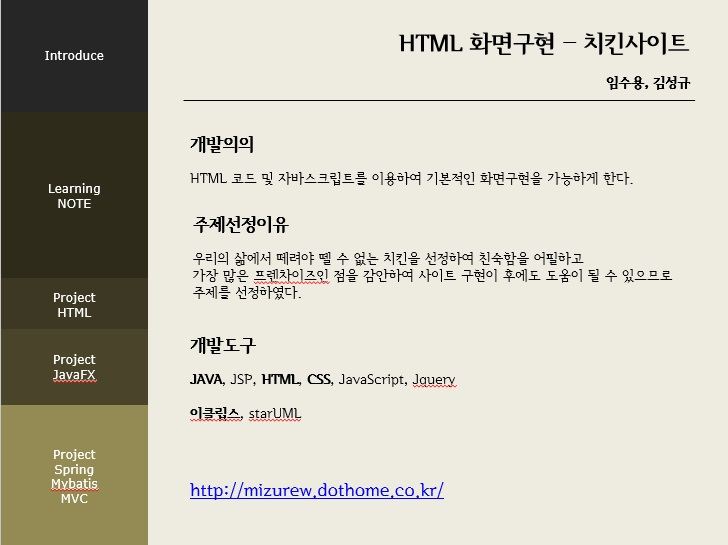 Introduce
Learning
NOTE
Project
HTML
Project
JavaFX
Project
Spring
Mybatis
MVC
HTML 화면구현 – 치킨사이트
임수용, 김성규
개발의의
HTML 코드 및 자바스크립트를 이용하여 기본적인 화면구현을 가능하게 한다.
주제선정이유
우리의 삶에서 떼려야 뗄 수 없는 치킨을 선정하여 친숙함을 어필하고
가장 많은 프렌차이즈인 점을 감안하여 사이트 구현이 후에도 도움이 될 수 있으므로
주제를 선정하였다.
개발도구
JAVA, JSP, HTML, CSS, JavaScript, Jquery
이클립스, starUML
http://mizurew.dothome.co.kr/